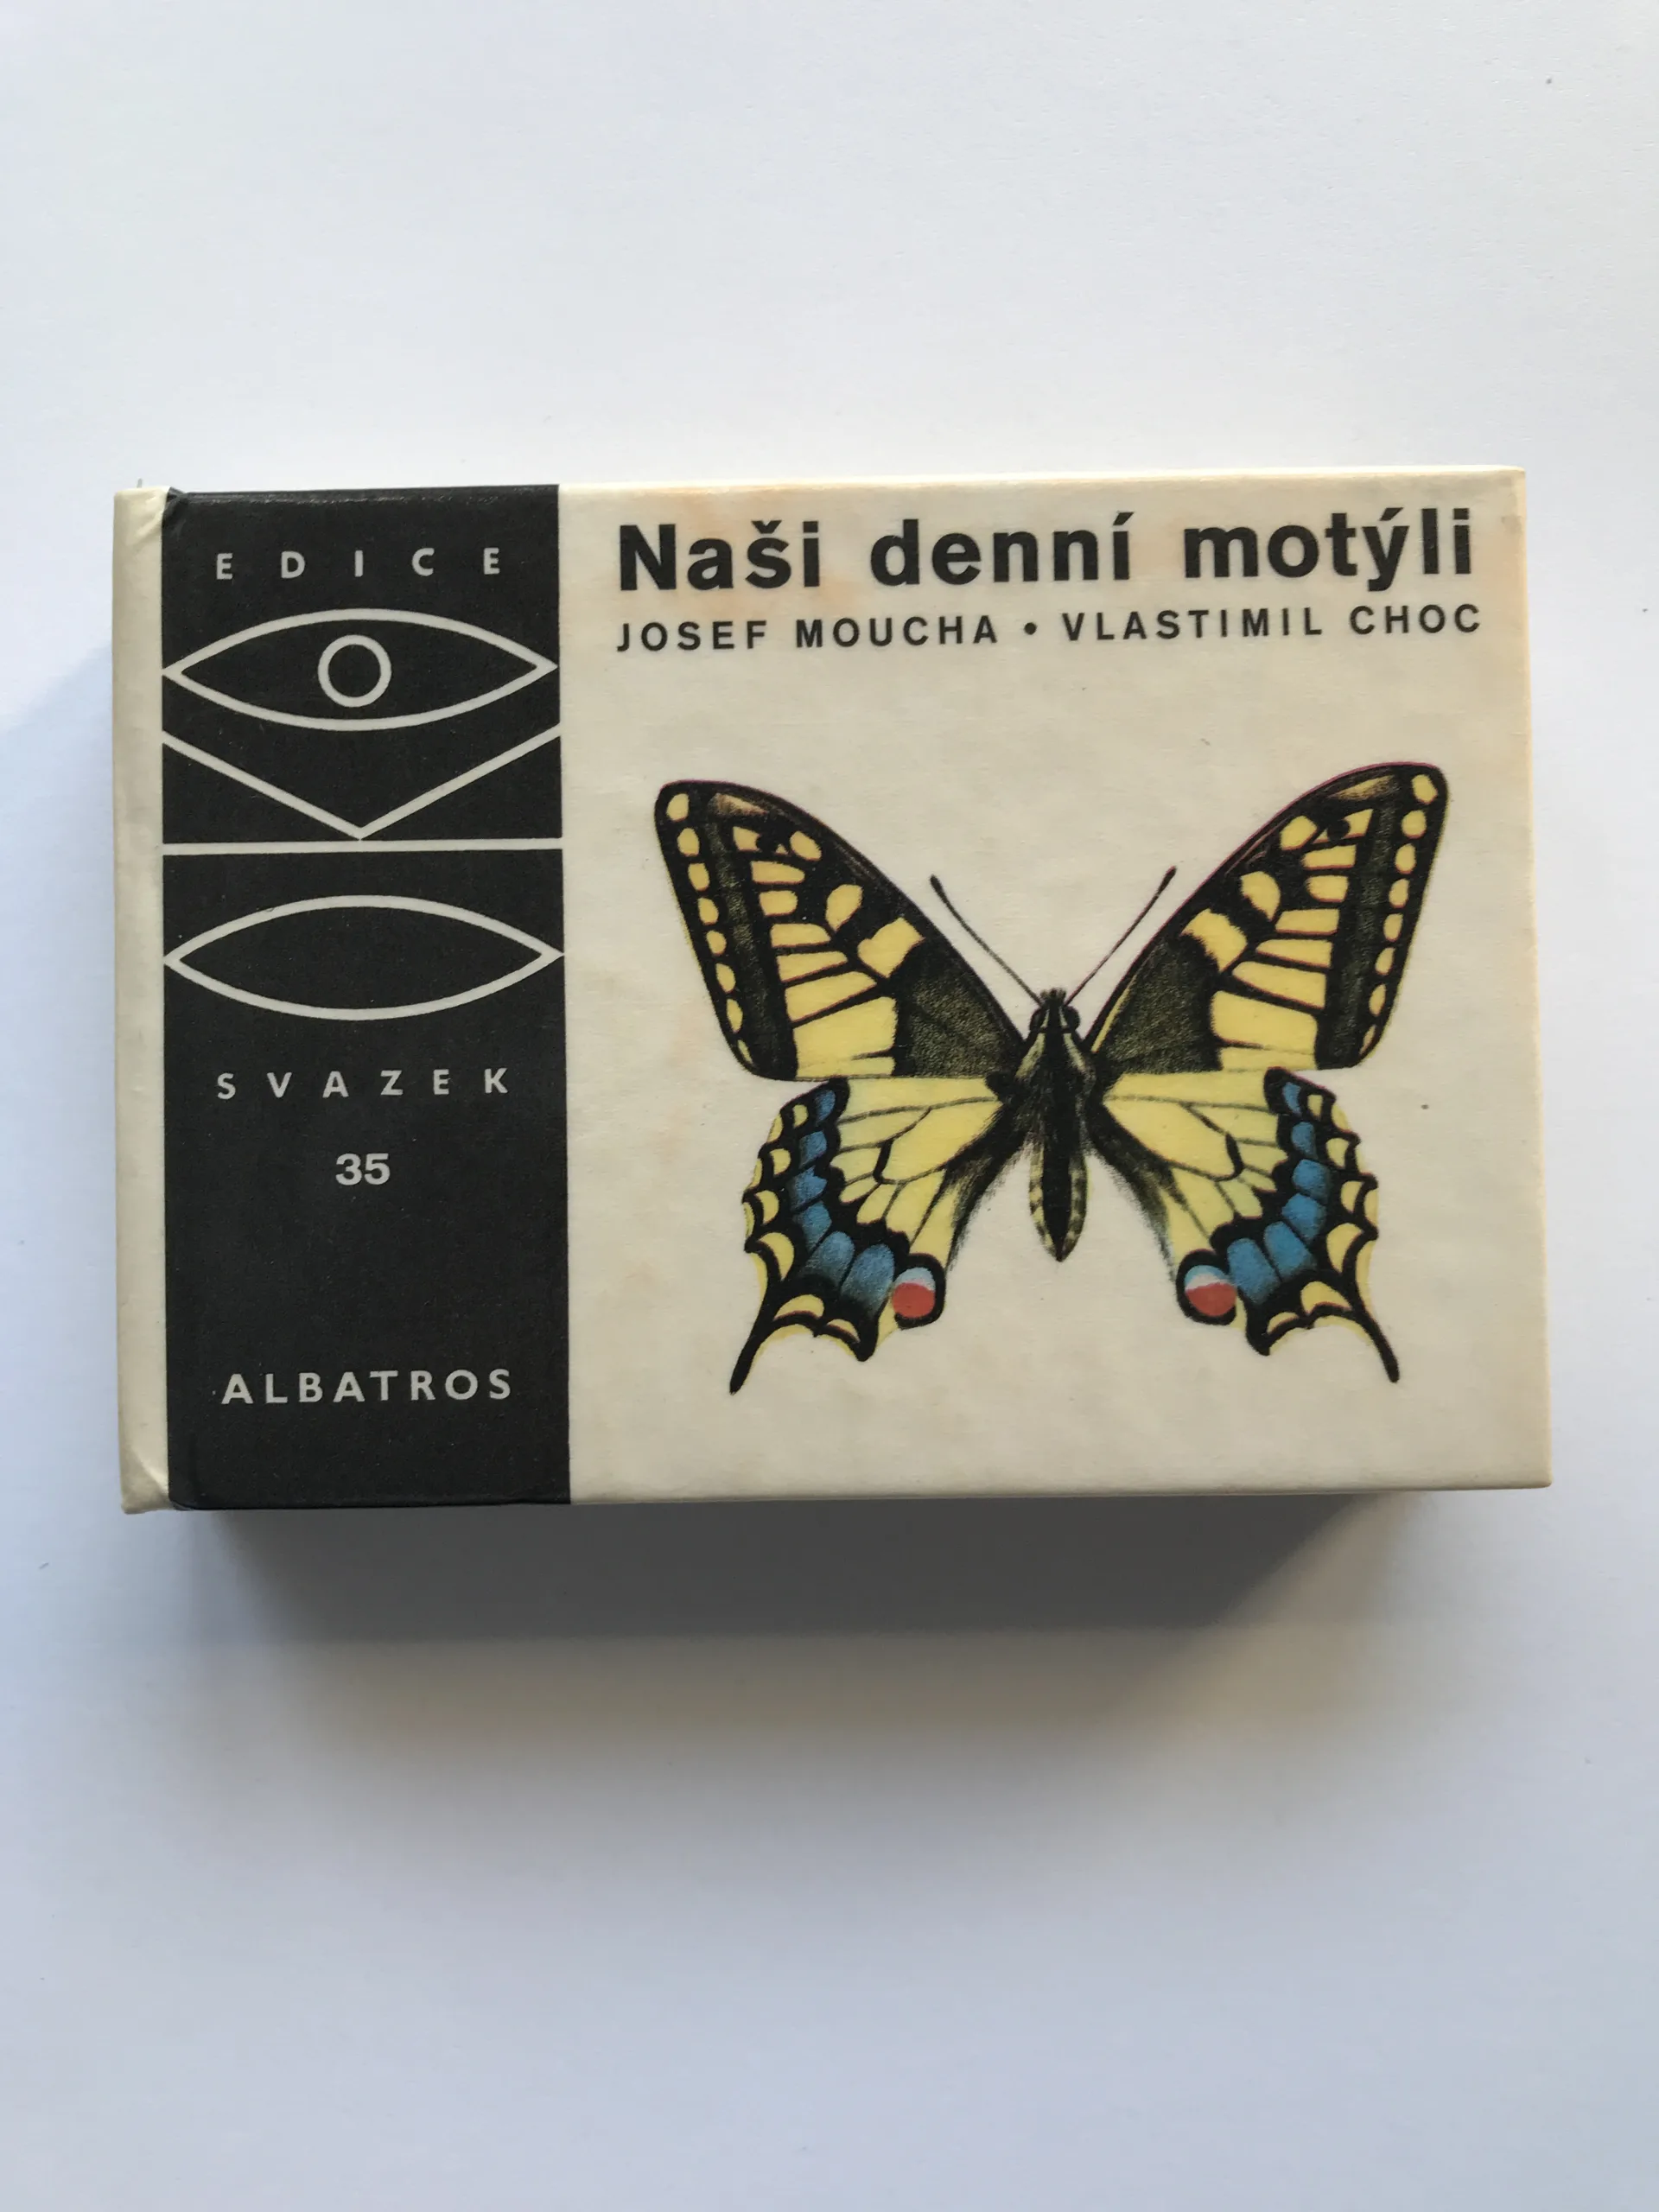 EDICE
SVAZEK
35
ALBATROS
Naši denní motýli
JOSEF MOUCHA • VLASTIMIL CHOC